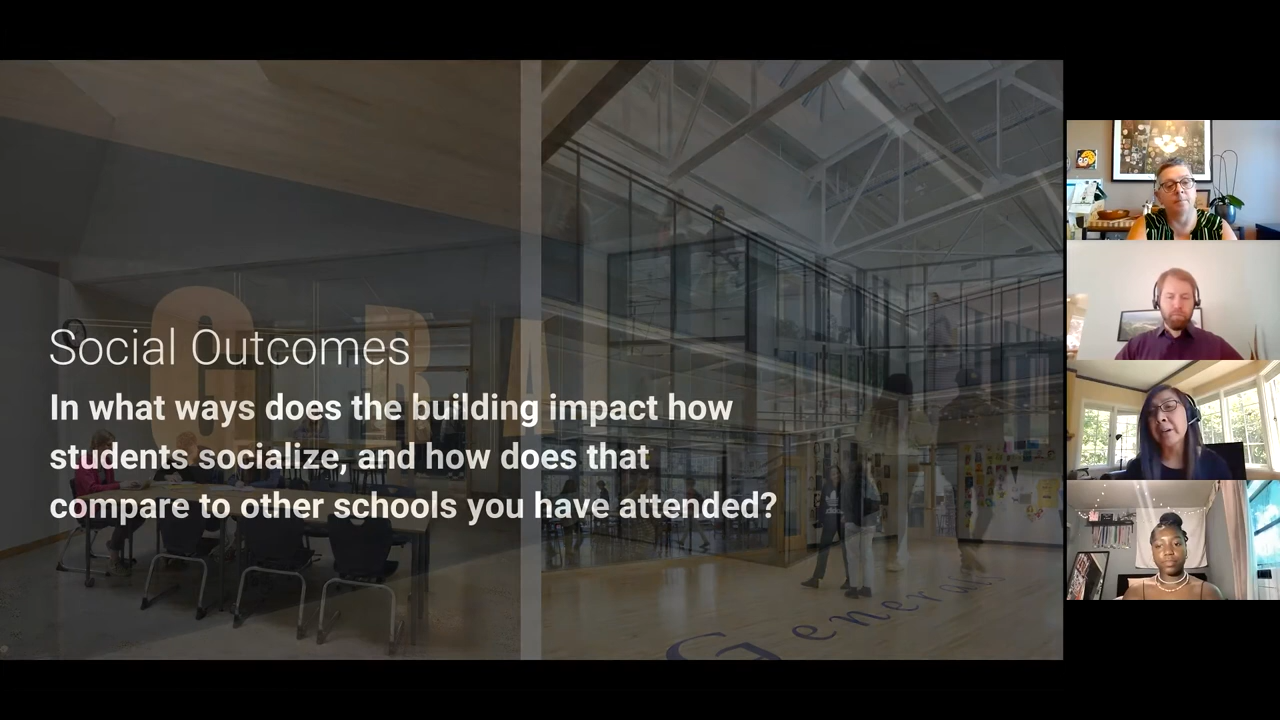 Social Outcomes
In what ways does the building impact how
students socialize, and how does that
compare to other schools you have attended?
Generals